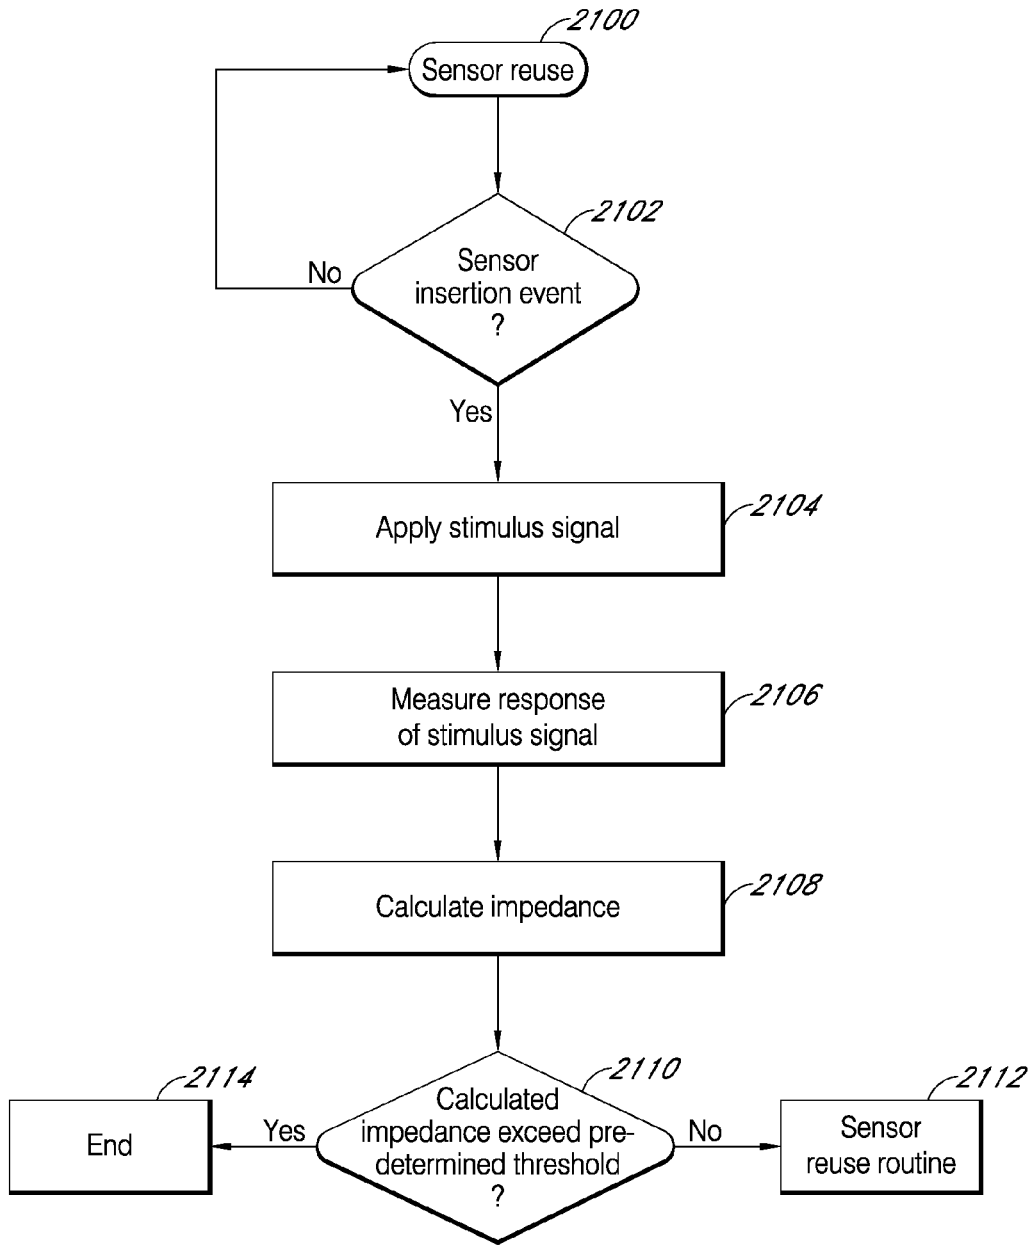 2100
Sensor reuse
2102
Sensor
insertion event
?
No
Yes
2104
Apply stimulus signal
2106
Measure response
of stimulus signal
2108
Calculate impedance
2110
Calculated
impedance exceed pre-
determined threshold
?
Yes
No
2114
End
2112
Sensor
reuse routine